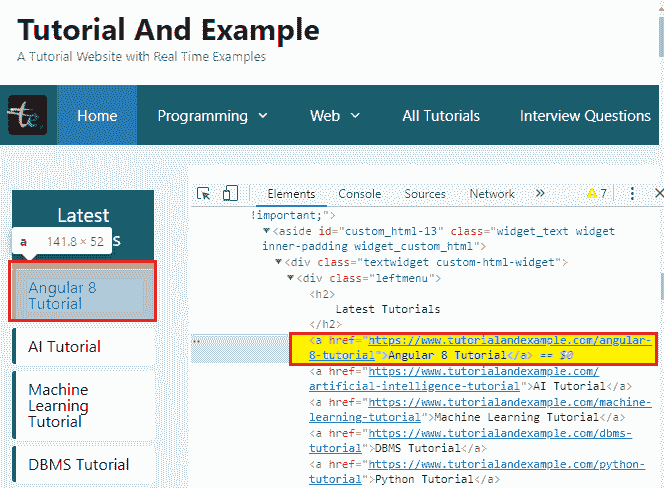 Tutorial And Example
A Tutorial Website with Real Time Examples
te
Home
Programming
Web
All Tutorials
Interview Questions
Latest
s
a 141.8 × 52
Angular 8
Tutorial
AI Tutorial
Machine
Learning
Tutorial
DBMS Tutorial
Elements
Console
Sources
Network
»
7
!important;">
▼<aside id="custom_html-13" class="widget_text widget
inner-padding widget_custom_html">
▼<div class="textwidget custom-html-widget">
▼<div class="leftmenu">
<h2>
Latest Tutorials
</h2>
<a href="https://www.tutorialandexample.com/angular-
8-tutorial">Angular 8 Tutorial</a> == $0
<a href="https://www.tutorialandexample.com/
artificial-intelligence-tutorial">AI Tutorial</a>
<a href="https://www.tutorialandexample.com/machine-
learning-tutorial">Machine Learning Tutorial</a>
<a href="https://www.tutorialandexample.com/dbms-
tutorial">DBMS Tutorial</a>
<a href="https://www.tutorialandexample.com/python-
tutorial">Python Tutorial</a>